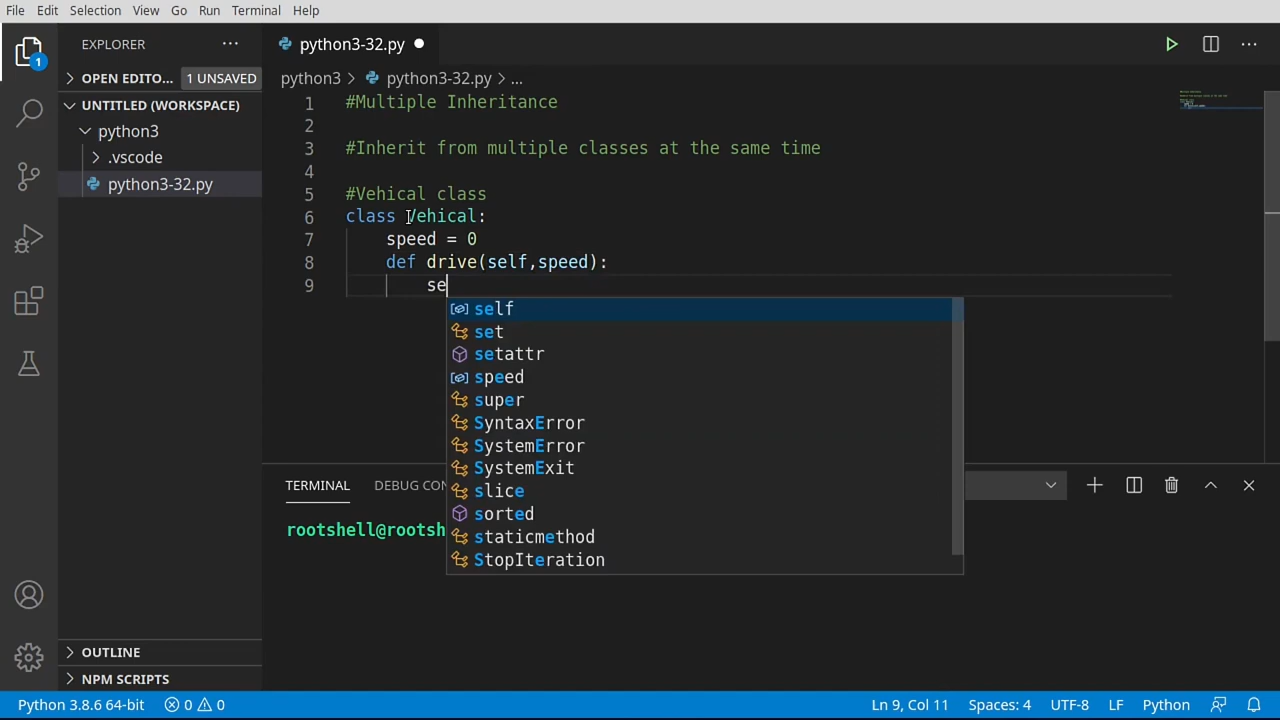 File Edit Selection View Go Run Terminal Help
EXPLORER
python3-32.py
OPEN EDITO... 1 UNSAVED
python3 > python3-32.py > ...
UNTITLED (WORKSPACE)
python3
.vscode
python3-32.py
1 #Multiple Inheritance
2
3 #Inherit from multiple classes at the same time
4
5 #Vehical class
6 class Vehical:
7 speed = 0
8 def drive(self,speed):
9 se
self
set
setattr
speed
super
SyntaxError
SystemError
SystemExit
slice
sorted
staticmethod
StopIteration
TERMINAL DEBUG CON
rootshell@rootsh
OUTLINE
NPM SCRIPTS
1
Python 3.8.6 64-bit 0 0 Ln 9, Col 11 Spaces: 4 UTF-8 LF Python